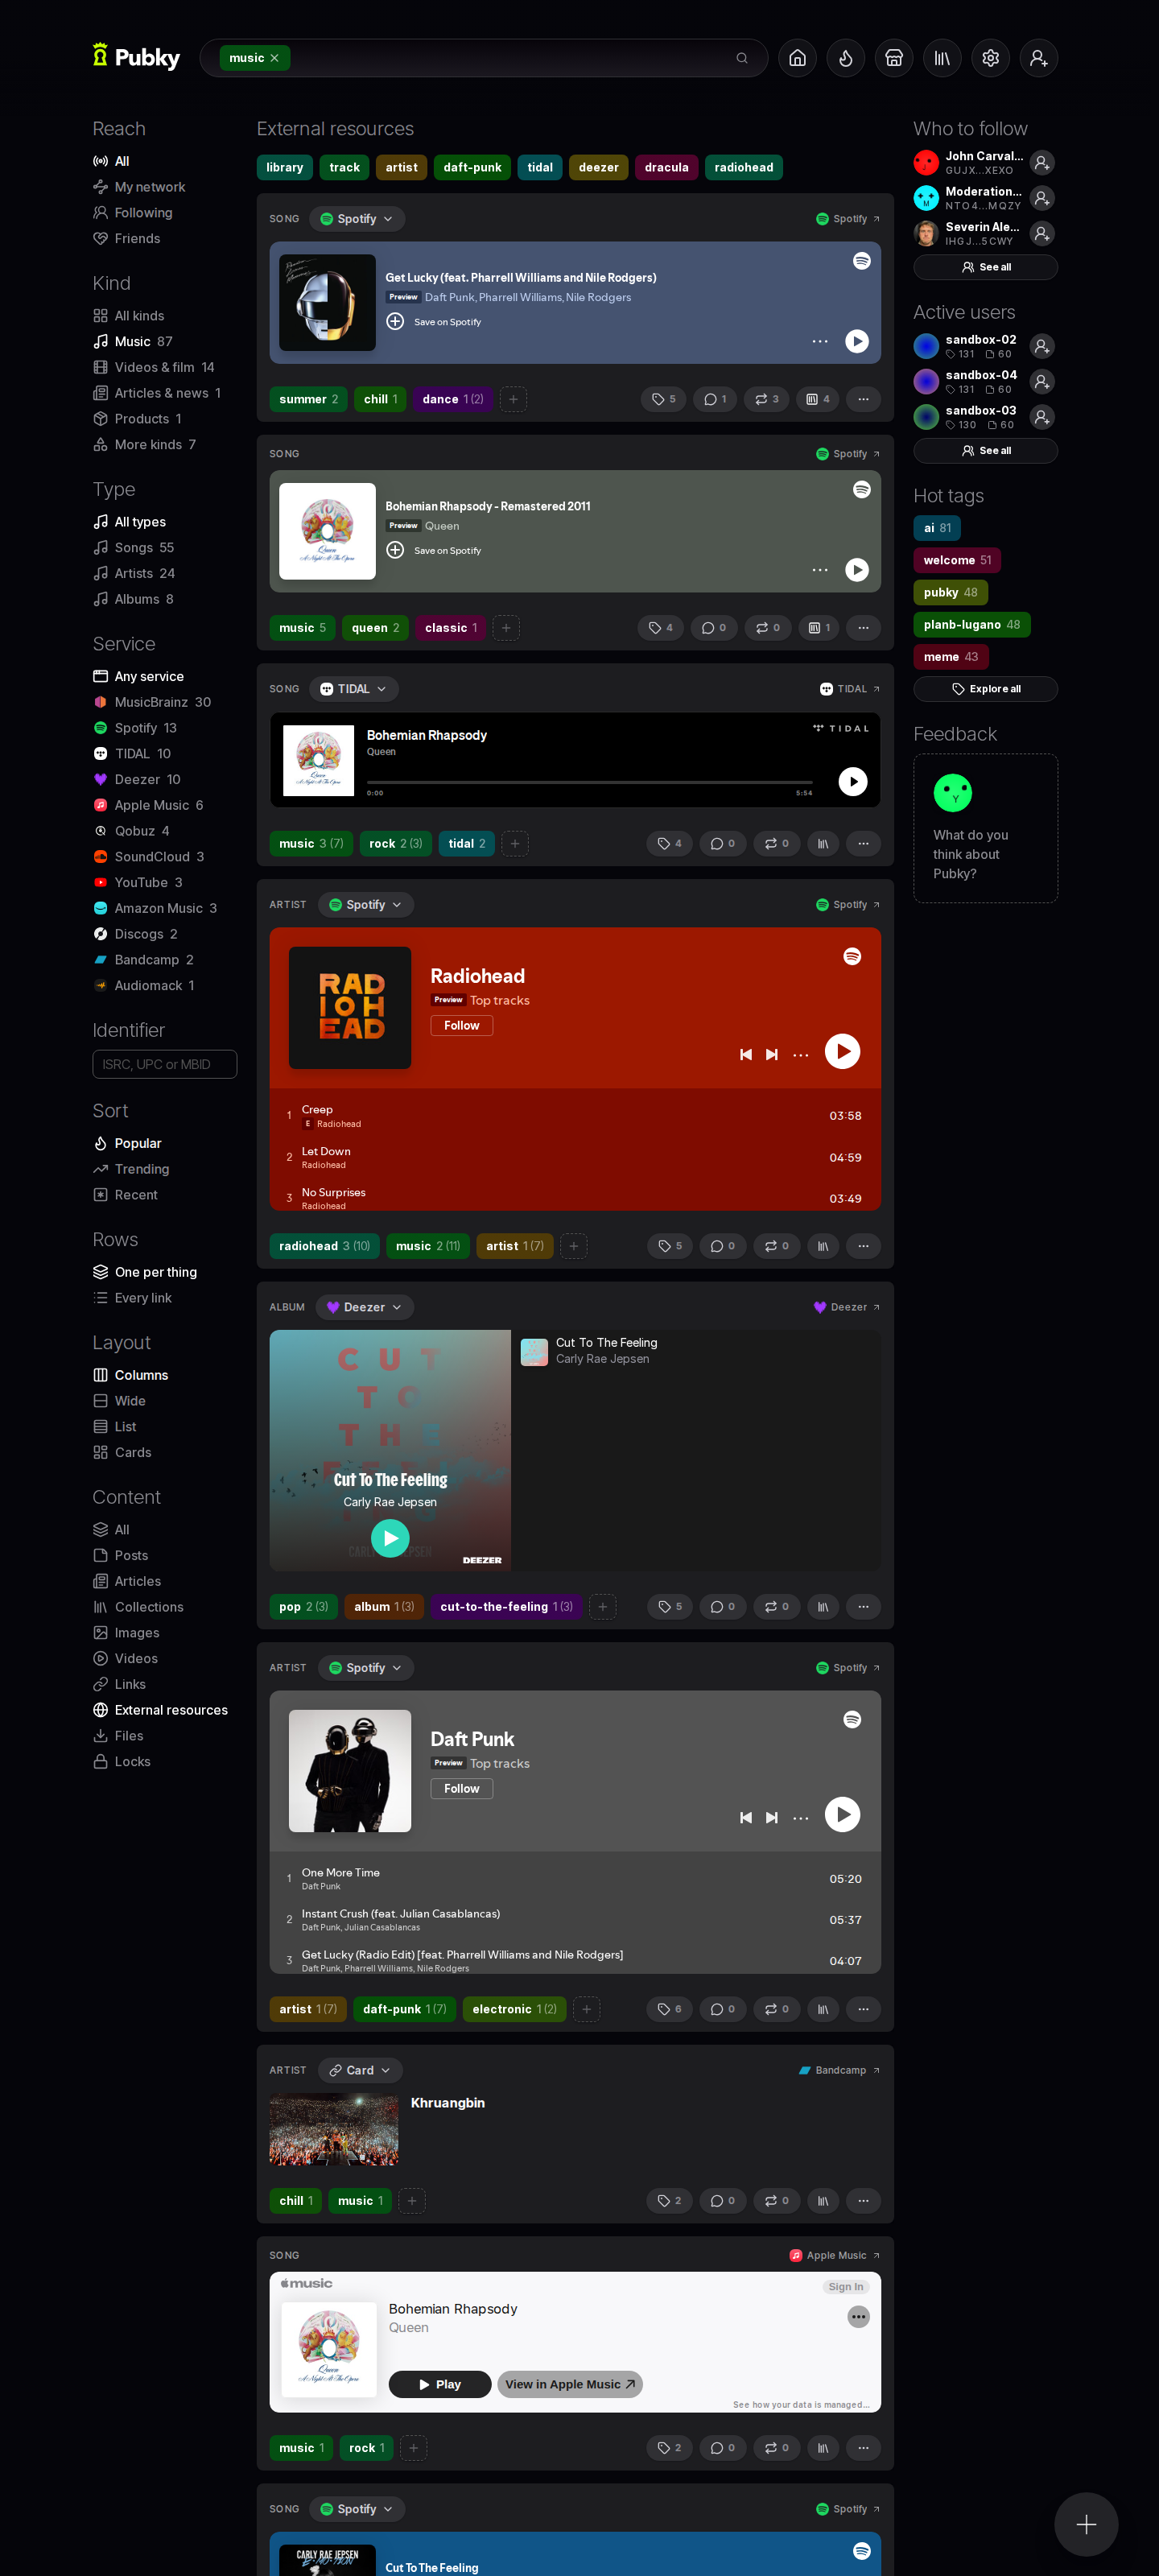 Pubky
music
Reach
All
My network
Following
Friends
Kind
All kinds
Music 87
Videos & film 14
Articles & news 1
Products 1
More kinds 7
Type
All types
Songs 55
Artists 24
Albums 8
Service
Any service
MusicBrainz 30
Spotify 13
TIDAL 10
Deezer 10
Apple Music 6
Qobuz 4
SoundCloud 3
YouTube 3
Amazon Music 3
Discogs 2
Bandcamp 2
Audiomack 1
Identifier
ISRC, UPC or MBID
Sort
Popular
Trending
Recent
Rows
One per thing
Every link
Layout
Columns
Wide
List
Cards
Content
All
Posts
Articles
Collections
Images
Videos
Links
External resources
Files
Locks
External resources
library track artist daft-punk tidal deezer dracula radiohead
SONG Spotify Spotify
Get Lucky (feat. Pharrell Williams and Nile Rodgers)
Preview Daft Punk, Pharrell Williams, Nile Rodgers
Save on Spotify
summer 2 chill 1 dance 1 (2) 5 1 3 4
SONG Spotify
Bohemian Rhapsody - Remastered 2011
Preview Queen
Save on Spotify
music 5 queen 2 classic 1 4 0 0 1
SONG TIDAL TIDAL
Bohemian Rhapsody TIDAL
Queen
0:00 5:54
music 3 (7) rock 2 (3) tidal 2 4 0 0
ARTIST Spotify Spotify
RADIOHEAD
Radiohead
Preview Top tracks
Follow
1 Creep 03:58
E Radiohead
2 Let Down 04:59
Radiohead
3 No Surprises 03:49
Radiohead
radiohead 3 (10) music 2 (11) artist 1 (7) 5 0 0
ALBUM Deezer Deezer
CUT
TO
THE
Cut To The Feeling
Carly Rae Jepsen
DEEZER
Cut To The Feeling
Carly Rae Jepsen
pop 2 (3) album 1 (3) cut-to-the-feeling 1 (3) 5 0 0
ARTIST Spotify Spotify
Daft Punk
Preview Top tracks
Follow
1 One More Time 05:20
Daft Punk
2 Instant Crush (feat. Julian Casablancas) 05:37
Daft Punk, Julian Casablancas
3 Get Lucky (Radio Edit) [feat. Pharrell Williams and Nile Rodgers] 04:07
Daft Punk, Pharrell Williams, Nile Rodgers
artist 1 (7) daft-punk 1 (7) electronic 1 (2) 6 0 0
ARTIST Card Bandcamp
Khruangbin
chill 1 music 1 2 0 0
SONG Apple Music
music Sign In
Bohemian Rhapsody
Queen
Play View in Apple Music
See how your data is managed...
music 1 rock 1 2 0 0
SONG Spotify Spotify
CARLY RAE JEPSEN
Cut To The Feeling
Who to follow
John Carval...
GUJX...XEXO
Moderation...
NTO4...MQZY
Severin Ale...
IHGJ...5CWY
See all
Active users
sandbox-02
131 60
sandbox-04
131 60
sandbox-03
130 60
See all
Hot tags
ai 81
welcome 51
pubky 48
planb-lugano 48
meme 43
Explore all
Feedback
What do you
think about
Pubky?